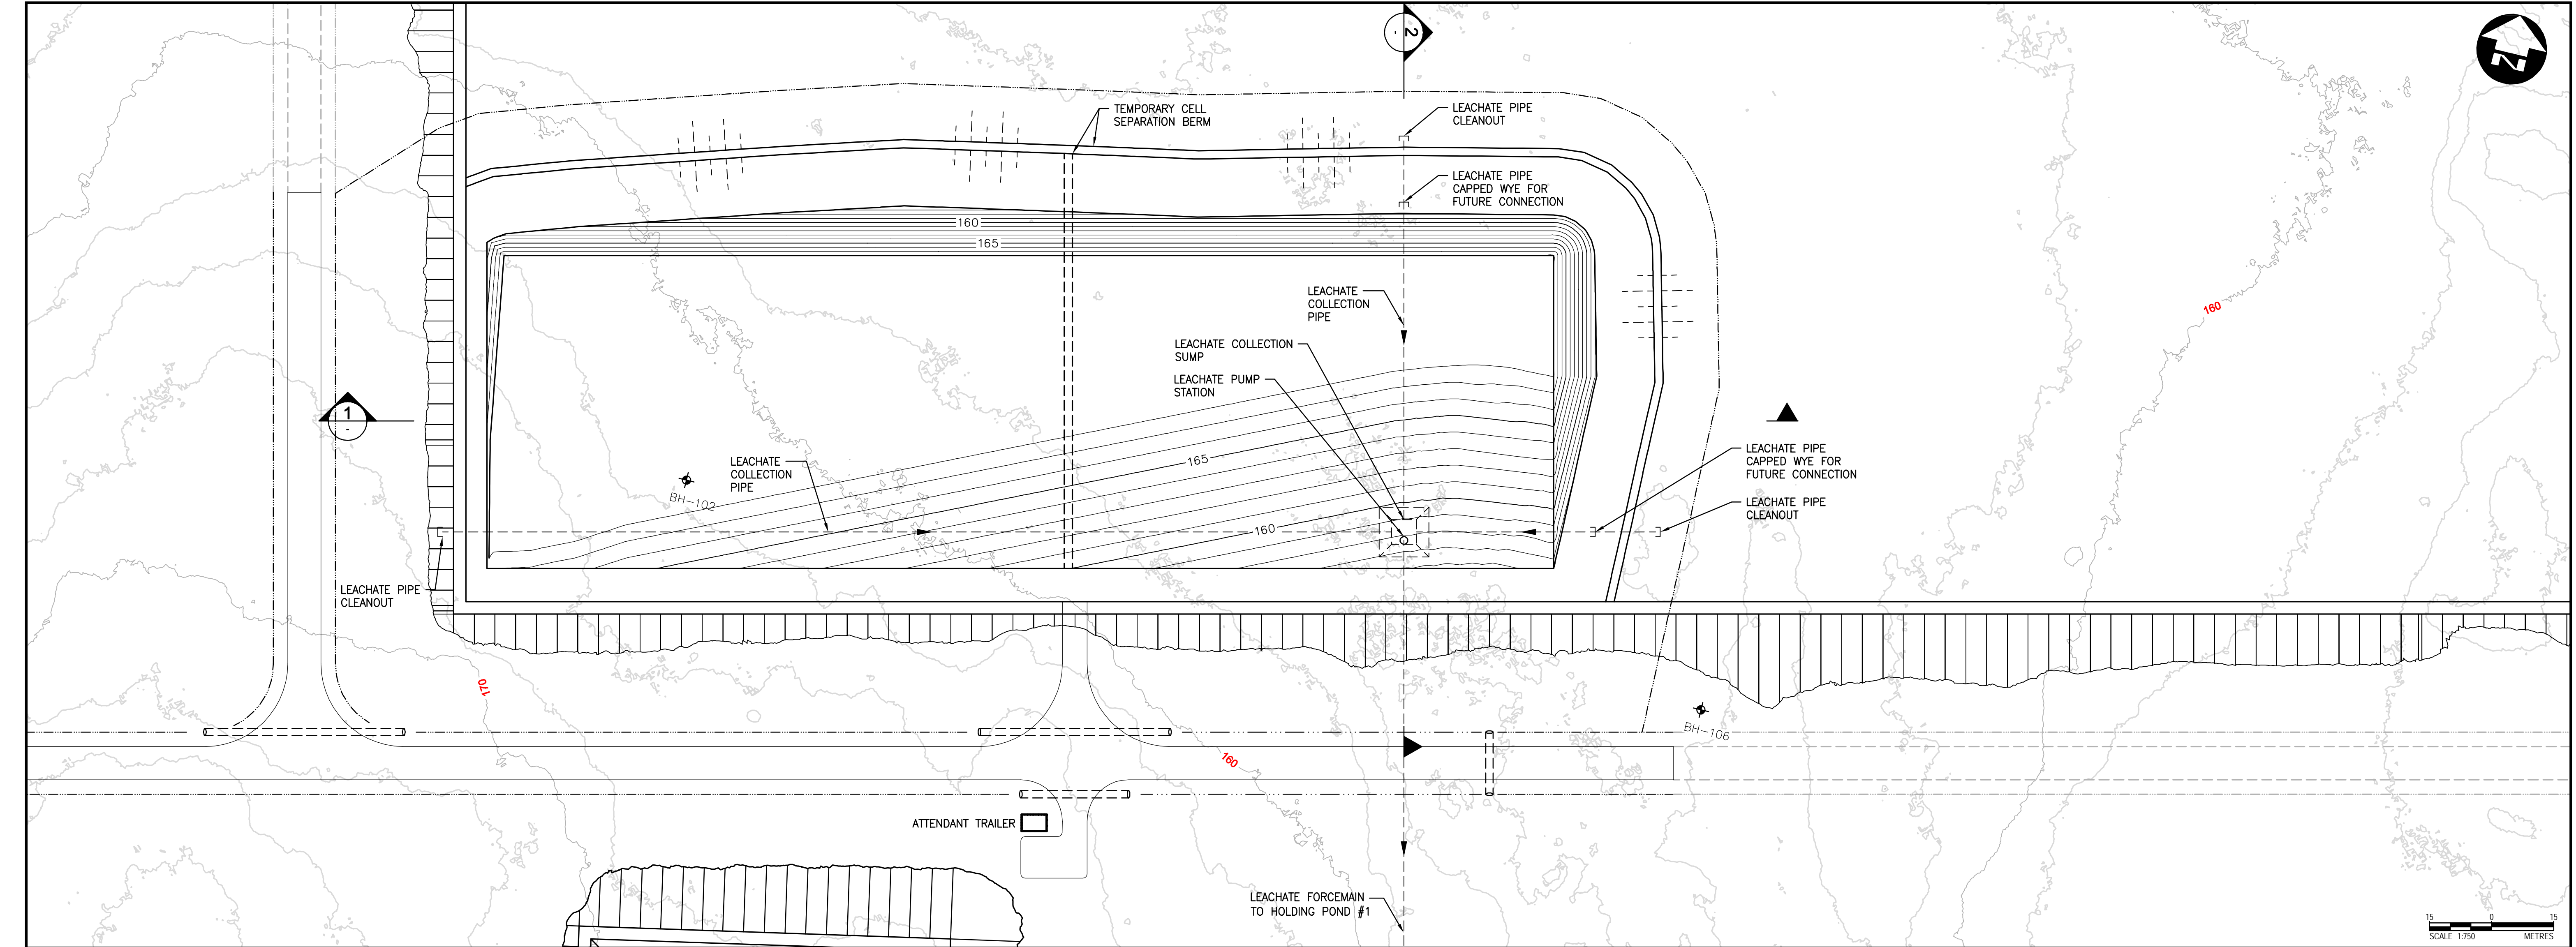 2
-
N
TEMPORARY CELL
SEPARATION BERM
LEACHATE PIPE
CLEANOUT
LEACHATE PIPE
CAPPED WYE FOR
FUTURE CONNECTION
160
165
LEACHATE
COLLECTION
PIPE
160
LEACHATE COLLECTION
SUMP
LEACHATE PUMP
STATION
1
-
LEACHATE
COLLECTION
PIPE
BH-102
165
160
LEACHATE PIPE
CAPPED WYE FOR
FUTURE CONNECTION
LEACHATE PIPE
CLEANOUT
LEACHATE PIPE
CLEANOUT
170
BH-106
160
ATTENDANT TRAILER
LEACHATE FORCEMAIN
TO HOLDING POND #1
15 0 15
SCALE 1:750 METRES